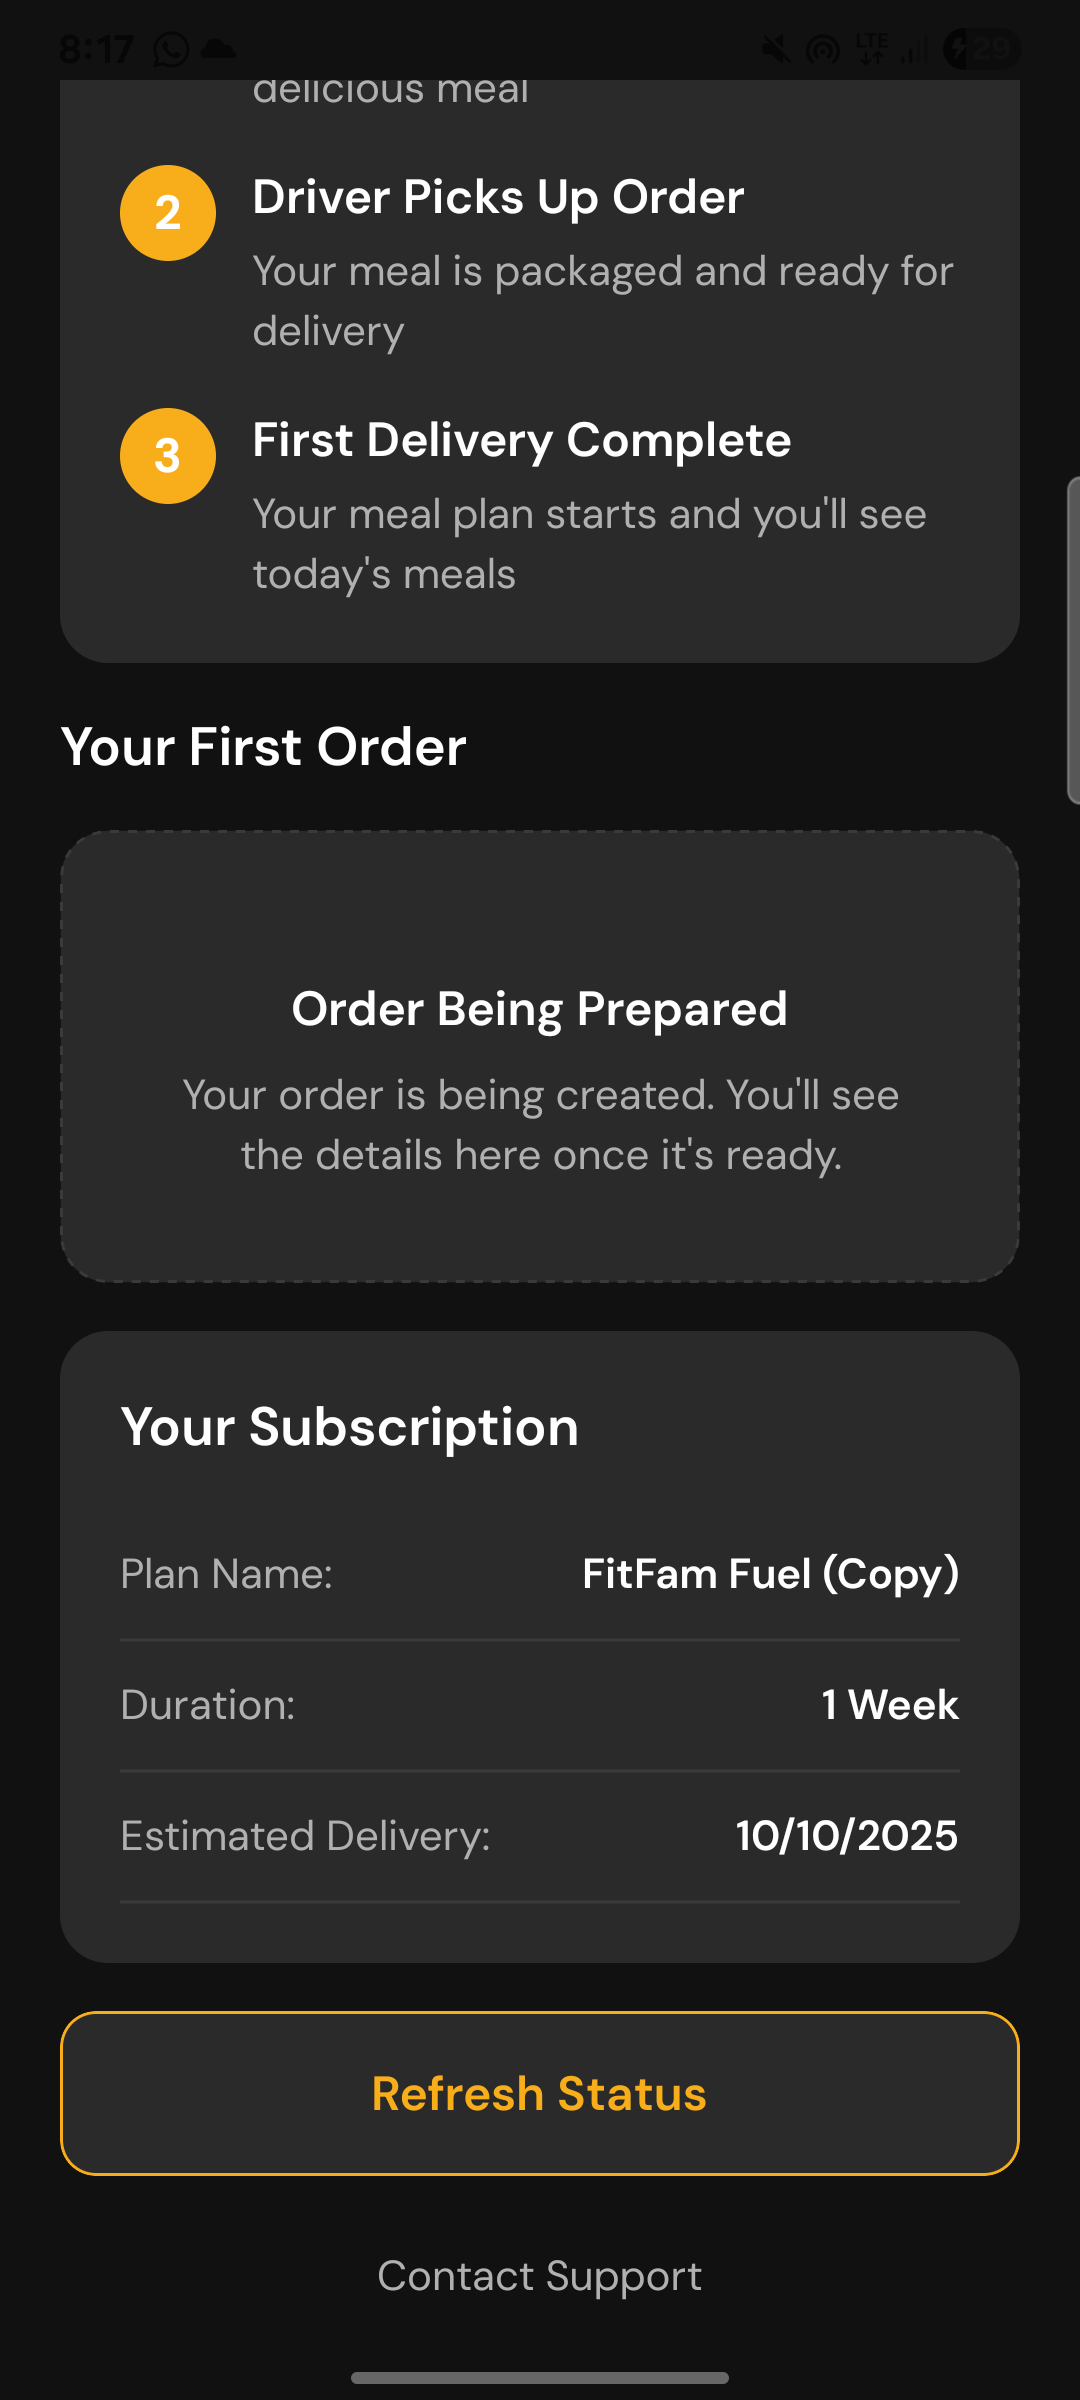 8:17
LTE
29
delicious meal
2
Driver Picks Up Order
Your meal is packaged and ready for
delivery
3
First Delivery Complete
Your meal plan starts and you'll see
today's meals
Your First Order
Order Being Prepared
Your order is being created. You'll see
the details here once it's ready.
Your Subscription
Plan Name: FitFam Fuel (Copy)
Duration: 1 Week
Estimated Delivery: 10/10/2025
Refresh Status
Contact Support